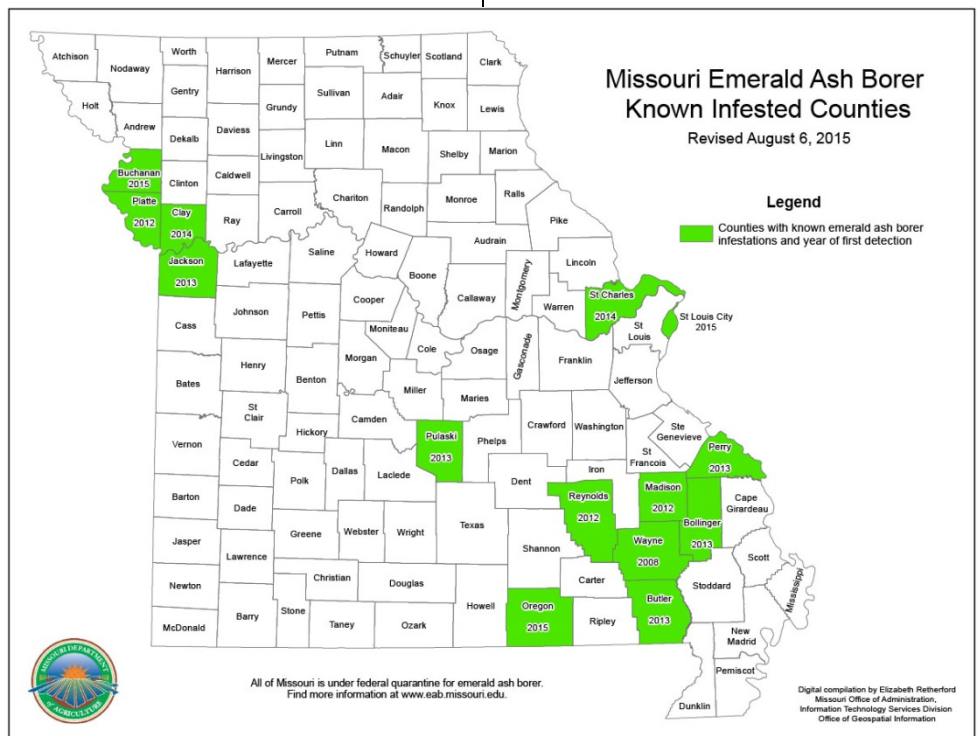 Missouri Emerald Ash Borer
Known Infested Counties
Revised August 6, 2015
Legend
Counties with known emerald ash borer
infestations and year of first detection
Atchison
Nodaway
Worth
Harrison
Mercer
Putnam
Schuyler
Scotland
Clark
Holt
Gentry
Sullivan
Adair
Knox
Lewis
Grundy
Andrew
Dekalb
Daviess
Livingston
Linn
Macon
Shelby
Marion
Buchanan
2015
Clinton
Caldwell
Platte
2012
Clay
2014
Ray
Carroll
Chariton
Randolph
Monroe
Ralls
Pike
Audrain
Jackson
2013
Lafayette
Saline
Howard
Boone
Callaway
Montgomery
Lincoln
Warren
St Charles
2014
St Louis City
2015
St
Louis
Cass
Johnson
Pettis
Cooper
Moniteau
Cole
Osage
Gasconade
Franklin
Jefferson
Bates
Henry
Benton
Morgan
Miller
Maries
St
Clair
Hickory
Camden
Pulaski
2013
Phelps
Crawford
Washington
Ste
Genevieve
St
Francois
Perry
2013
Vernon
Cedar
Polk
Dallas
Laclede
Dent
Iron
Reynolds
2012
Madison
2012
Bollinger
2013
Cape
Girardeau
Barton
Dade
Greene
Webster
Wright
Texas
Shannon
Wayne
2008
Scott
Mississippi
Jasper
Lawrence
Christian
Douglas
Carter
Stoddard
Newton
Howell
Oregon
2015
Ripley
Butler
2013
McDonald
Barry
Stone
Taney
Ozark
New
Madrid
Pemiscot
Dunklin
MISSOURI DEPARTMENT
of AGRICULTURE
All of Missouri is under federal quarantine for emerald ash borer.
Find more information at www.eab.missouri.edu.
Digital compilation by Elizabeth Retherford
Missouri Office of Administration,
Information Technology Services Division
Office of Geospatial Information